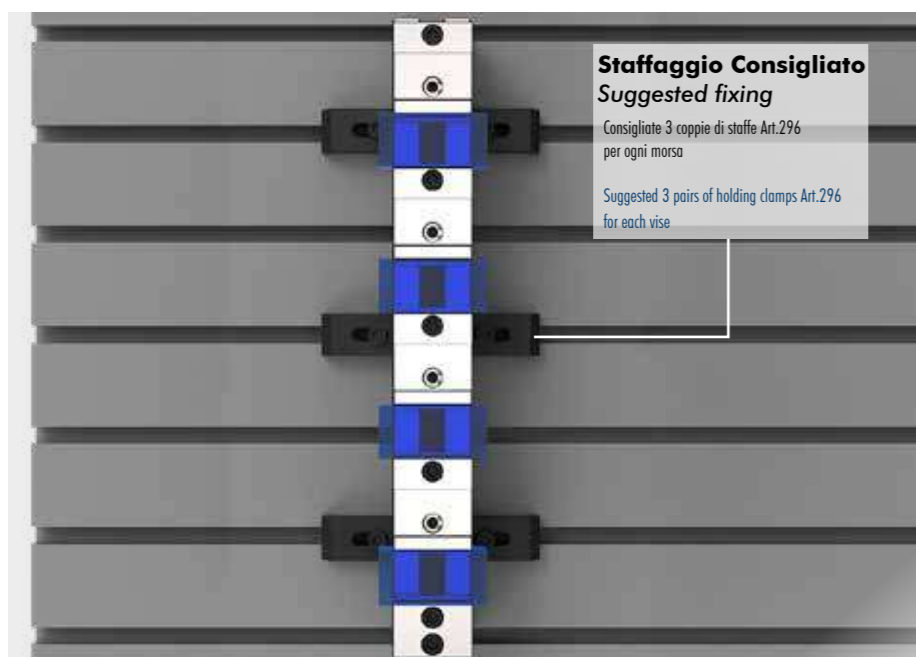 Staffaggio Consigliato
Suggested fixing
Consigliate 3 coppie di staffe Art.296
per ogni morsa
Suggested 3 pairs of holding clamps Art.296
for each vise